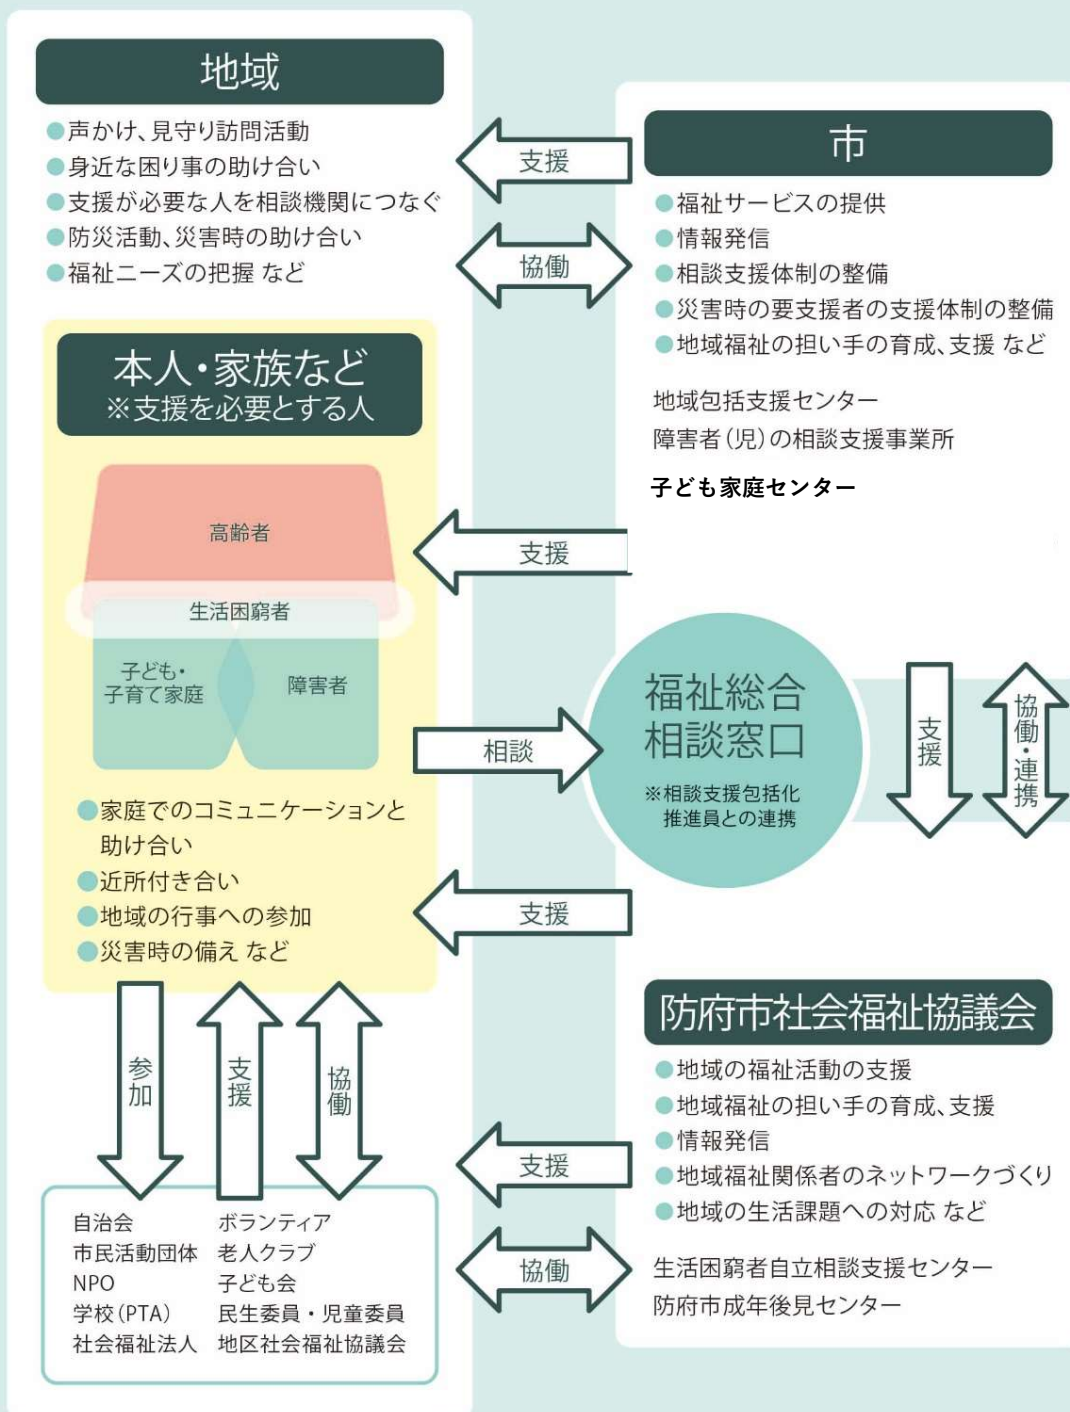 地域
●声かけ、見守り訪問活動
●身近な困り事の助け合い
●支援が必要な人を相談機関につなぐ
●防災活動、災害時の助け合い
●福祉ニーズの把握 など
支援
協働
市
●福祉サービスの提供
●情報発信
●相談支援体制の整備
●災害時の要支援者の支援体制の整備
●地域福祉の担い手の育成、支援 など
地域包括支援センター
障害者(児)の相談支援事業所
子ども家庭センター
本人・家族など
※支援を必要とする人
高齢者
生活困窮者
子ども・
子育て家庭
障害者
●家庭でのコミュニケーションと
助け合い
●近所付き合い
●地域の行事への参加
●災害時の備え など
支援
相談
支援
福祉総合
相談窓口
※相談支援包括化
推進員との連携
支援
協働・連携
参加
支援
協働
自治会
市民活動団体
NPO
学校(PTA)
社会福祉法人
ボランティア
老人クラブ
子ども会
民生委員・児童委員
地区社会福祉協議会
支援
協働
防府市社会福祉協議会
●地域の福祉活動の支援
●地域福祉の担い手の育成、支援
●情報発信
●地域福祉関係者のネットワークづくり
●地域の生活課題への対応 など
生活困窮者自立相談支援センター
防府市成年後見センター